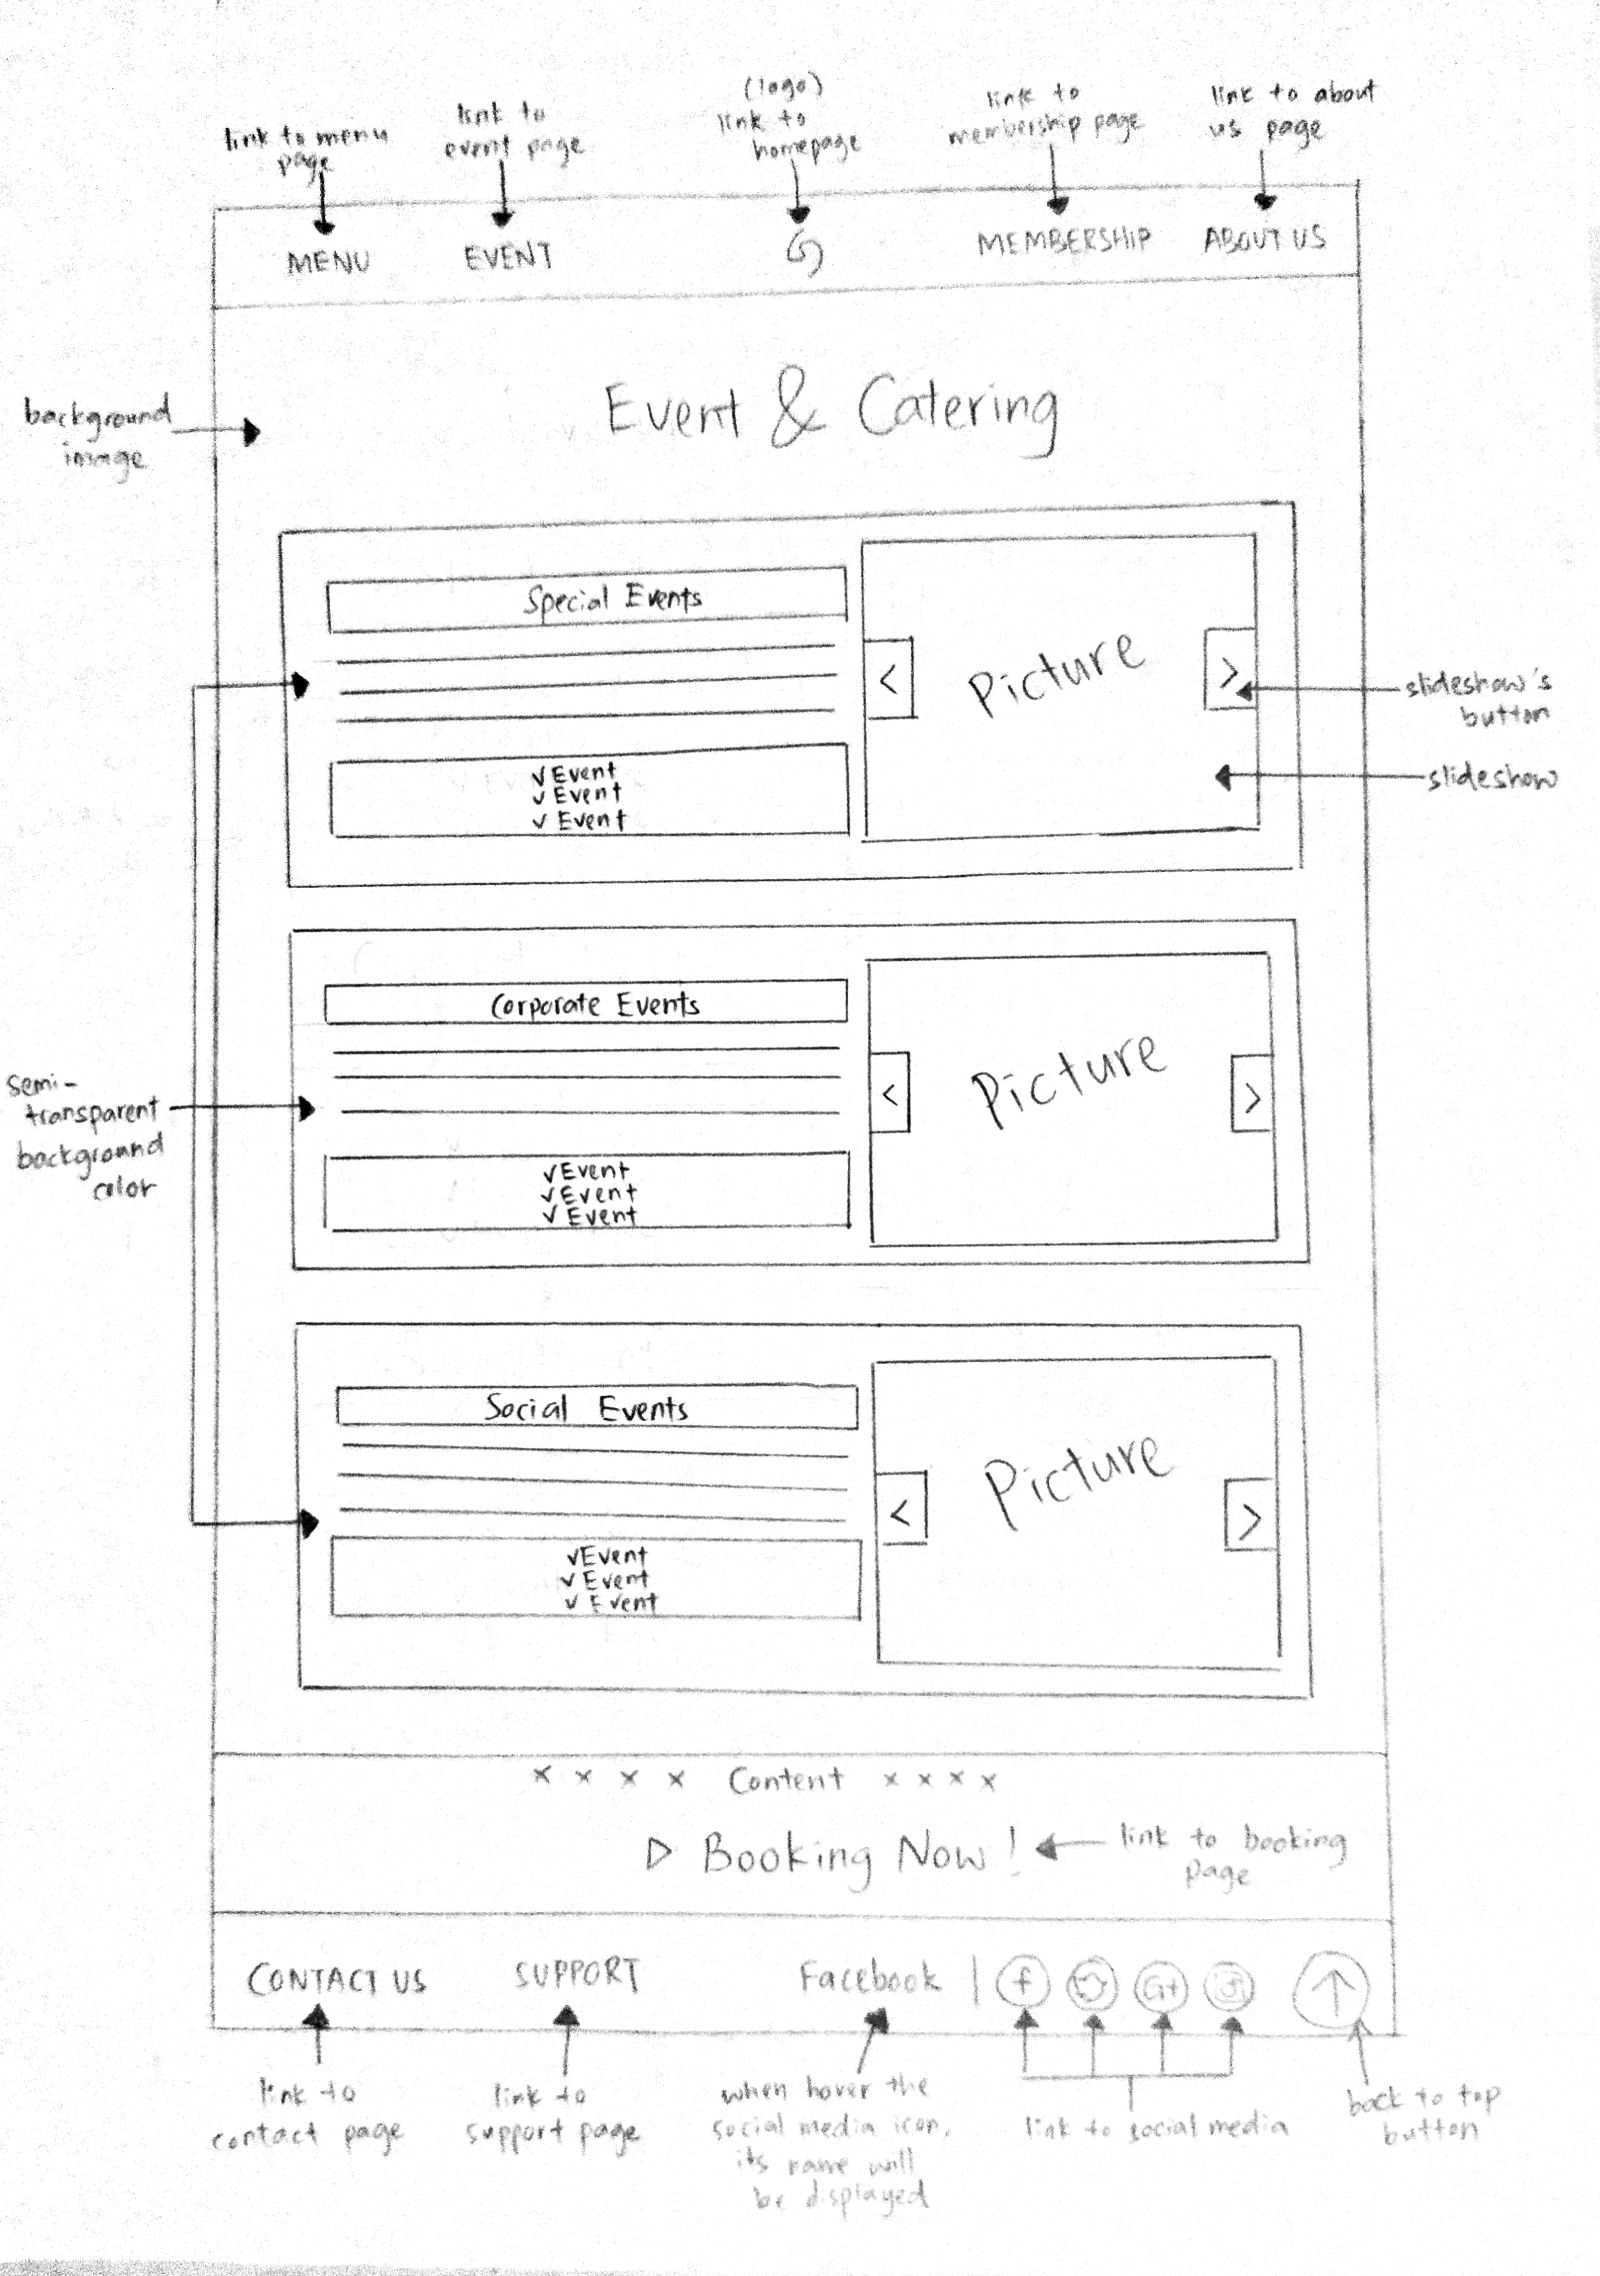 (logo)
link to menu page
link to event page
link to homepage
link to membership page
link to about us page
MENU
EVENT
G
MEMBERSHIP
ABOUT US
background image
Event & Catering
Special Events
✓ Event
✓ Event
✓ Event
<
Picture
>
slideshow's button
slideshow
semi-transparent background color
Corporate Events
✓ Event
✓ Event
✓ Event
<
Picture
>
Social Events
✓ Event
✓ Event
✓ Event
<
Picture
>
x x x x Content x x x x
▷ Booking Now !
link to booking page
CONTACT US
SUPPORT
Facebook |
f
G+
link to contact page
link to support page
when hover the social media icon, its name will be displayed
link to social media
back to top button